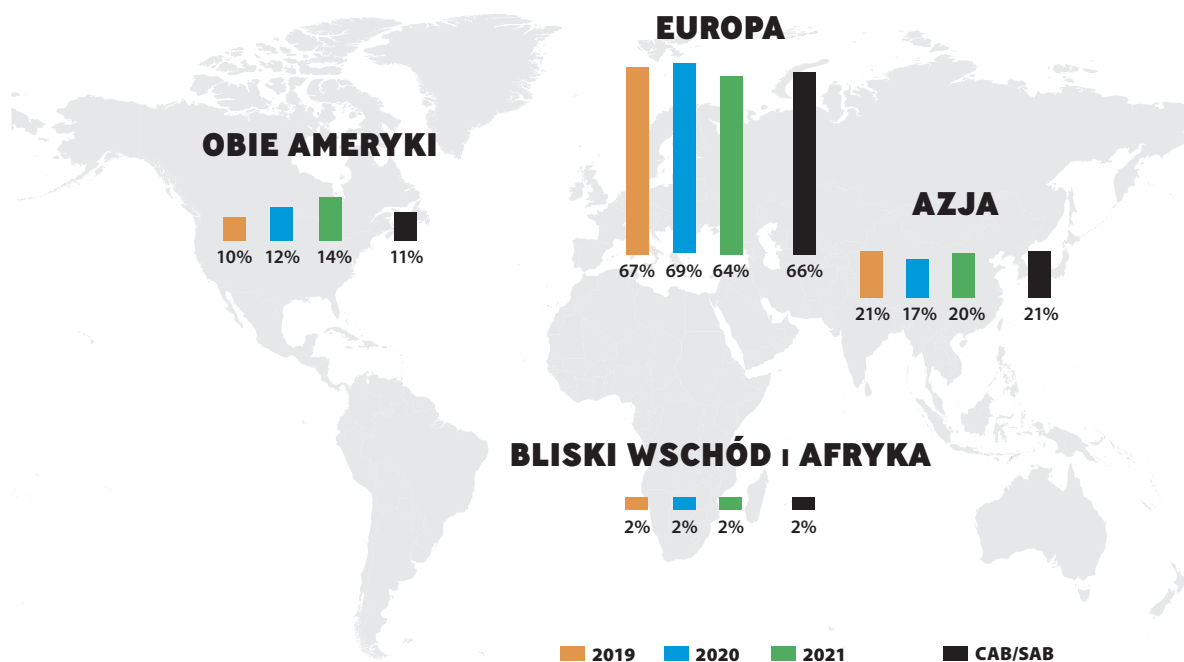 EUROPA
67% 69% 64% 66%
OBIE AMERYKI
10% 12% 14% 11%
AZJA
21% 17% 20% 21%
BLISKI WSCHÓD I AFRYKA
2% 2% 2% 2%
2019 2020 2021 CAB/SAB